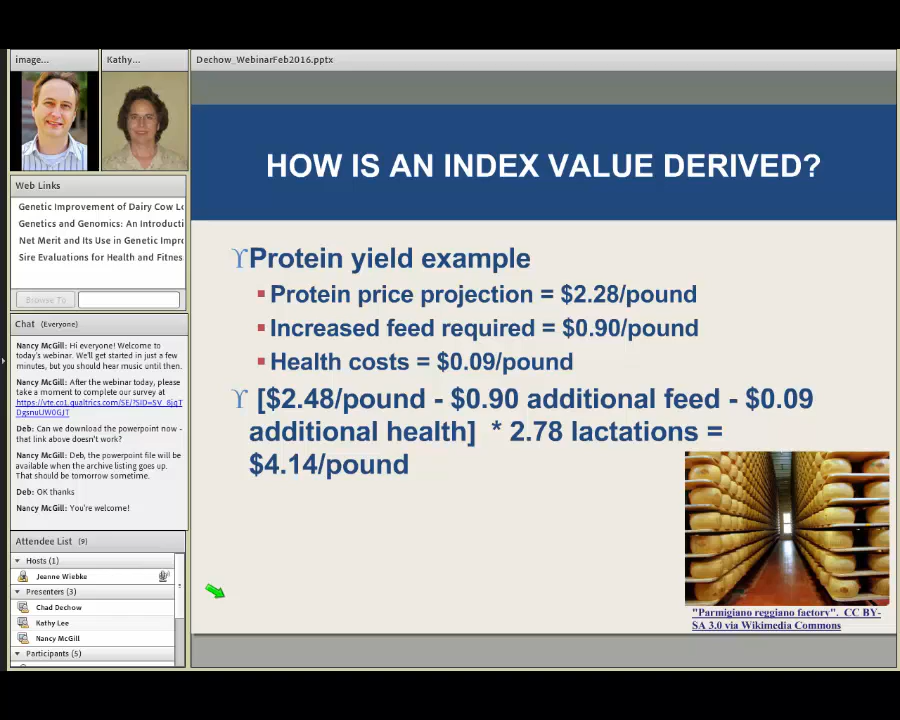 image...
Kathy...
Dechow_WebinarFeb2016.pptx
Web Links
Genetic Improvement of Dairy Cow Lo
Genetics and Genomics: An Introducti
Net Merit and Its Use in Genetic Impro
Sire Evaluations for Health and Fitnes
Browse To
Chat (Everyone)
Nancy McGill: Hi everyone! Welcome to
today's webinar. We'll get started in just a few
minutes, but you should hear music until then.
Nancy McGill: After the webinar today, please
take a moment to complete our survey at
https://vte.co1.qualtrics.com/SE/?SID=SV_8jqT
DgsnuUW0GJT
Deb: Can we download the powerpoint now -
that link above doesn't work?
Nancy McGill: Deb, the powerpoint file will be
available when the archive listing goes up.
That should be tomorrow sometime.
Deb: OK thanks
Nancy McGill: You're welcome!
Attendee List (9)
Hosts (1)
Jeanne Wiebke
Presenters (3)
Chad Dechow
Kathy Lee
Nancy McGill
Participants (5)
HOW IS AN INDEX VALUE DERIVED?
Protein yield example
Protein price projection = $2.28/pound
Increased feed required = $0.90/pound
Health costs = $0.09/pound
[$2.48/pound - $0.90 additional feed - $0.09
additional health] * 2.78 lactations =
$4.14/pound
"Parmigiano reggiano factory". CC BY-
SA 3.0 via Wikimedia Commons